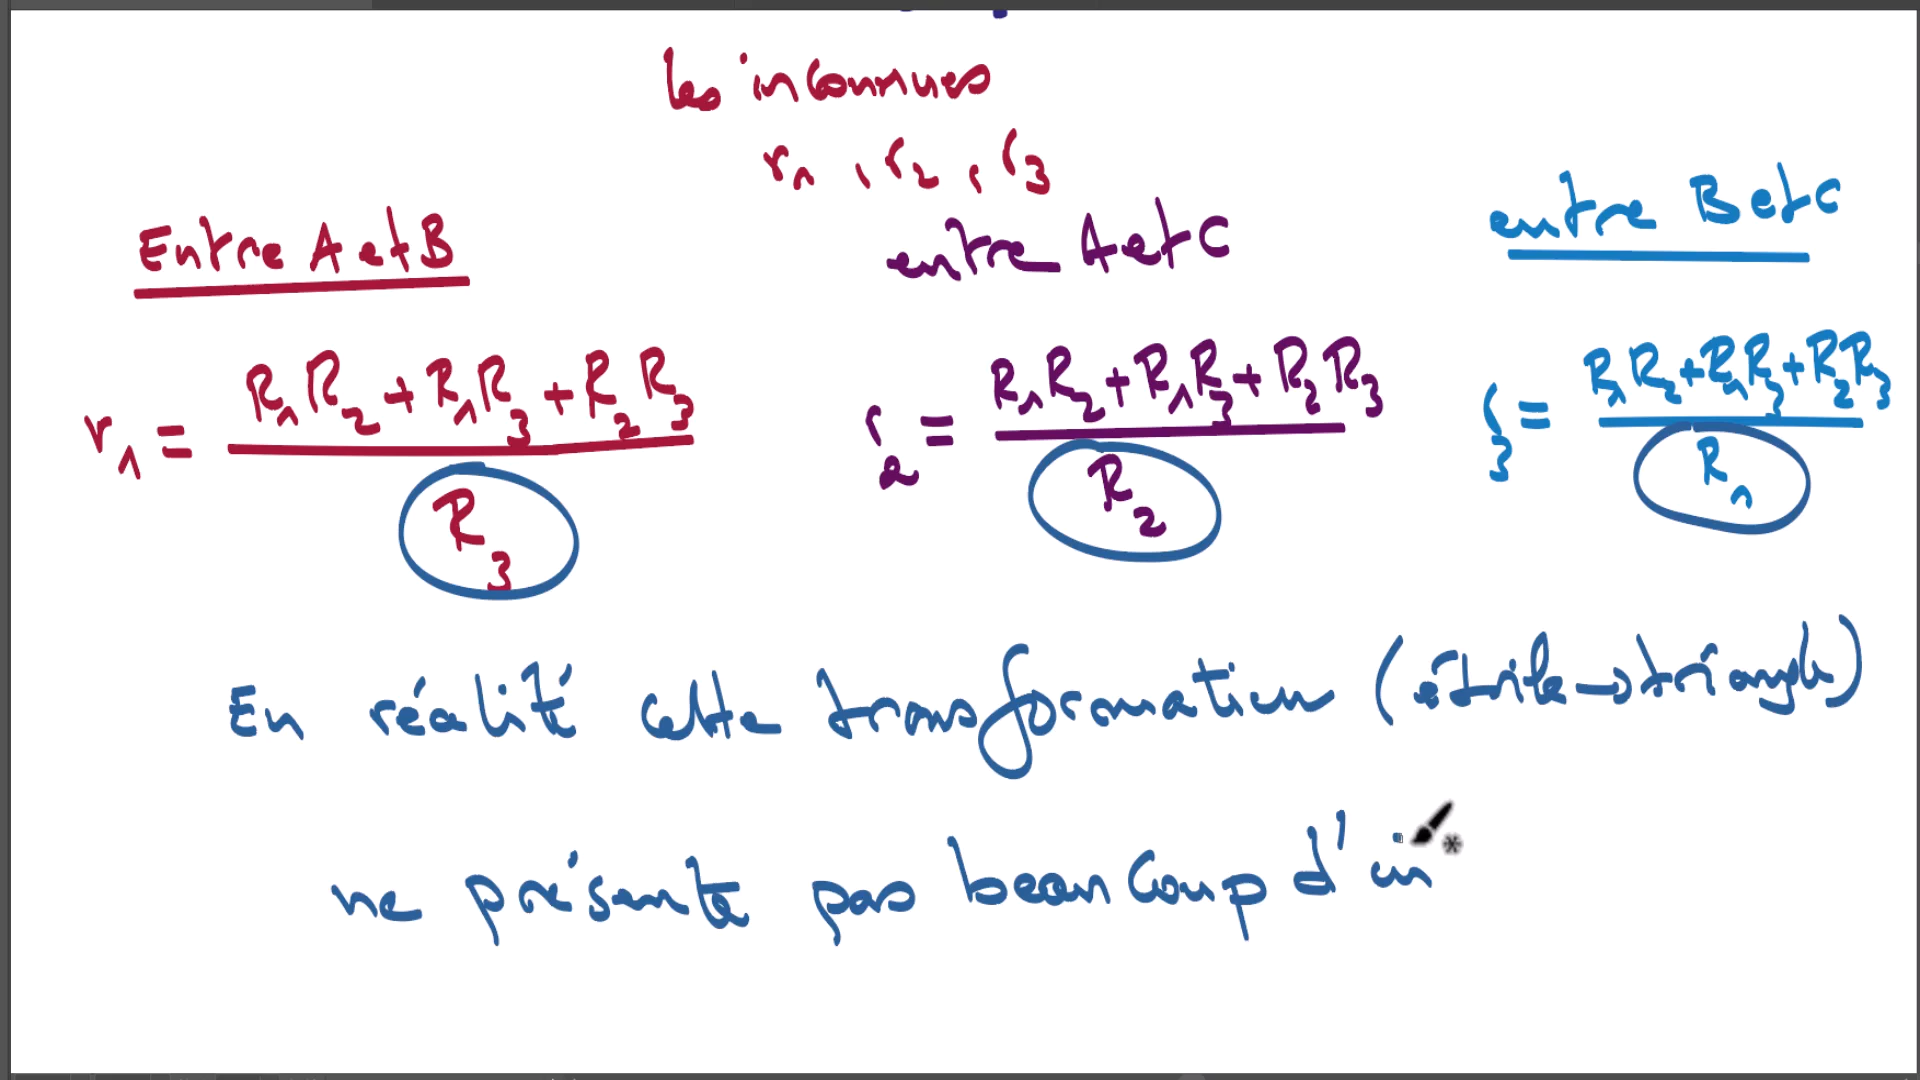 les inconnues
r1 , r2 , r3
Entre A et B
entre A et C
entre B et C
r1 = R1R2 + R1R3 + R2R3 / R3
r2 = R1R2 + R1R3 + R2R3 / R2
r3 = R1R2 + R1R3 + R2R3 / R1
En réalité cette transformation (étoile → triangle)
ne présente pas beaucoup d'in